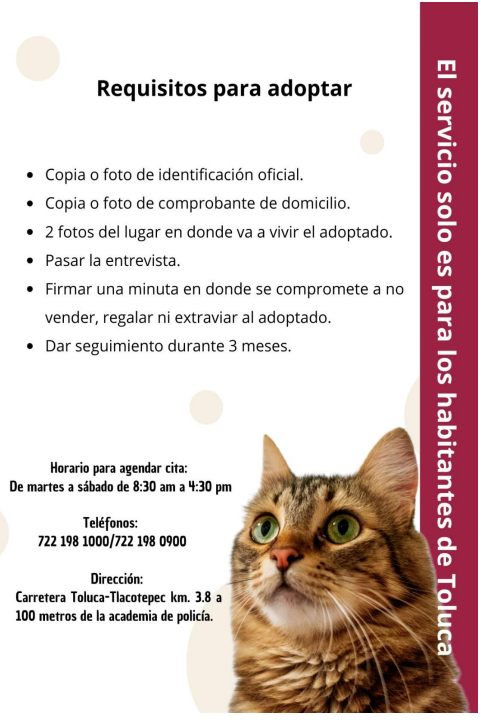 Requisitos para adoptar
• Copia o foto de identificación oficial.
• Copia o foto de comprobante de domicilio.
• 2 fotos del lugar en donde va a vivir el adoptado.
• Pasar la entrevista.
• Firmar una minuta en donde se compromete a no
vender, regalar ni extraviar al adoptado.
• Dar seguimiento durante 3 meses.
Horario para agendar cita:
De martes a sábado de 8:30 am a 4:30 pm
Teléfonos:
722 198 1000/722 198 0900
Dirección:
Carretera Toluca-Tlacotepec km. 3.8 a
100 metros de la academia de policía.
El servicio solo es para los habitantes de Toluca